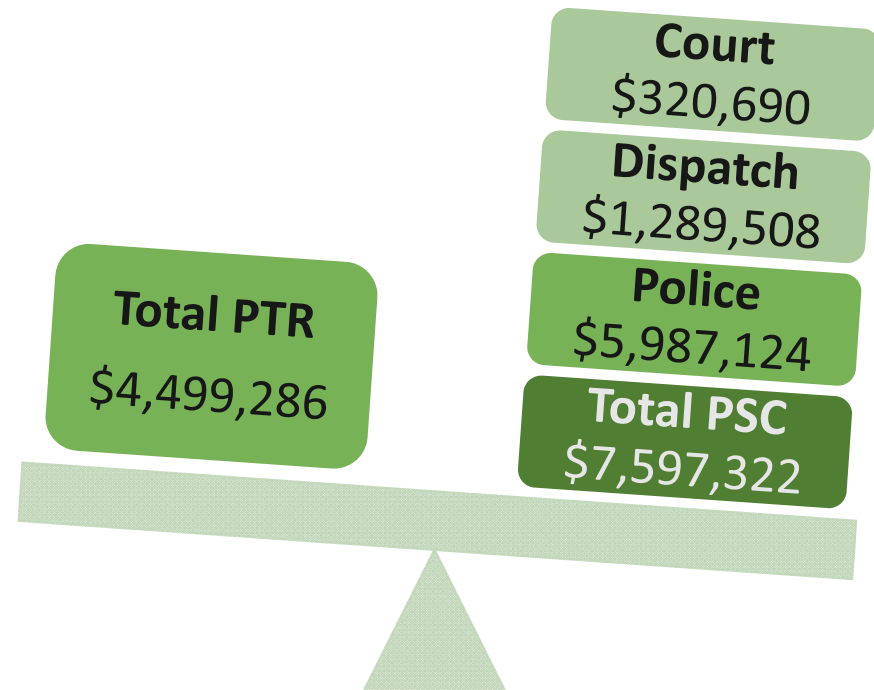 Court
$320,690
Dispatch
$1,289,508
Police
$5,987,124
Total PSC
$7,597,322
Total PTR
$4,499,286